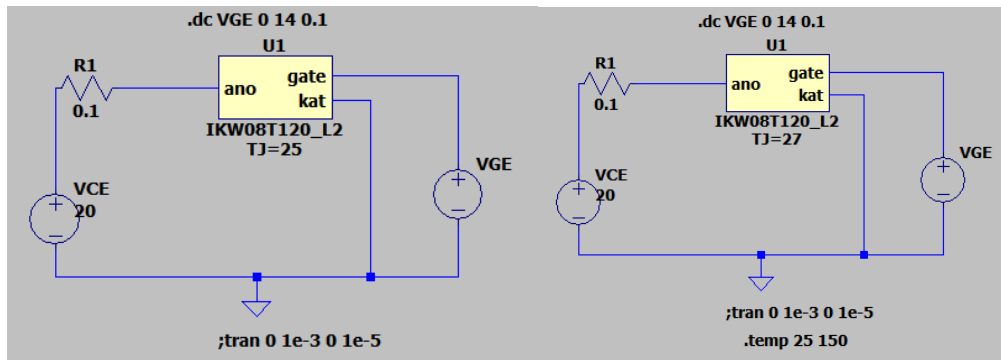 .dc VGE 0 14 0.1
U1
R1
ano
gate
kat
0.1
IKW08T120_L2
TJ=25
VGE
VCE
20
;tran 0 1e-3 0 1e-5
.dc VGE 0 14 0.1
U1
R1
ano
gate
kat
0.1
IKW08T120_L2
TJ=27
VGE
VCE
20
;tran 0 1e-3 0 1e-5
.temp 25 150